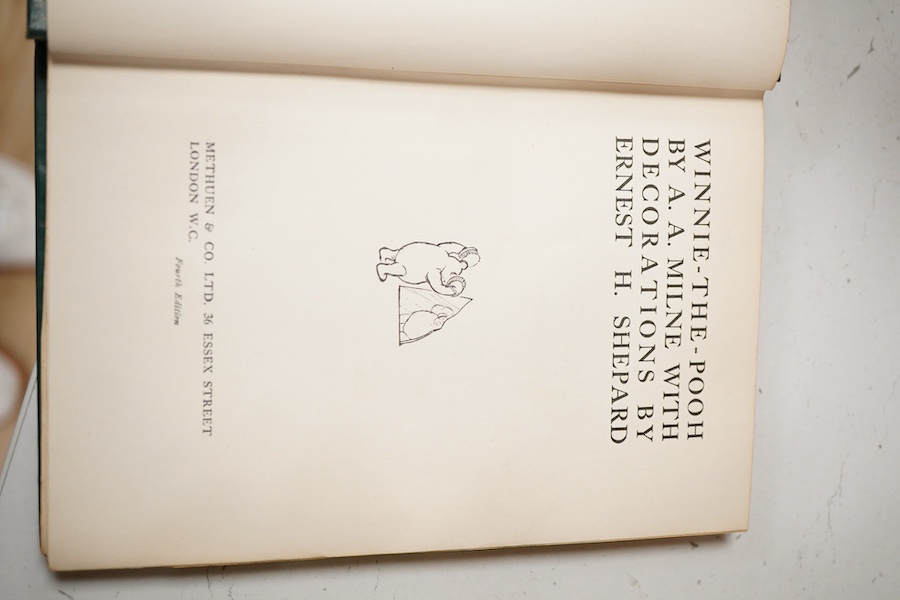 WINNIE-THE-POOH
BY A. A. MILNE WITH
DECORATIONS BY
ERNEST H. SHEPARD
METHUEN & CO. LTD. 36 ESSEX STREET
LONDON W.C.
Fourth Edition